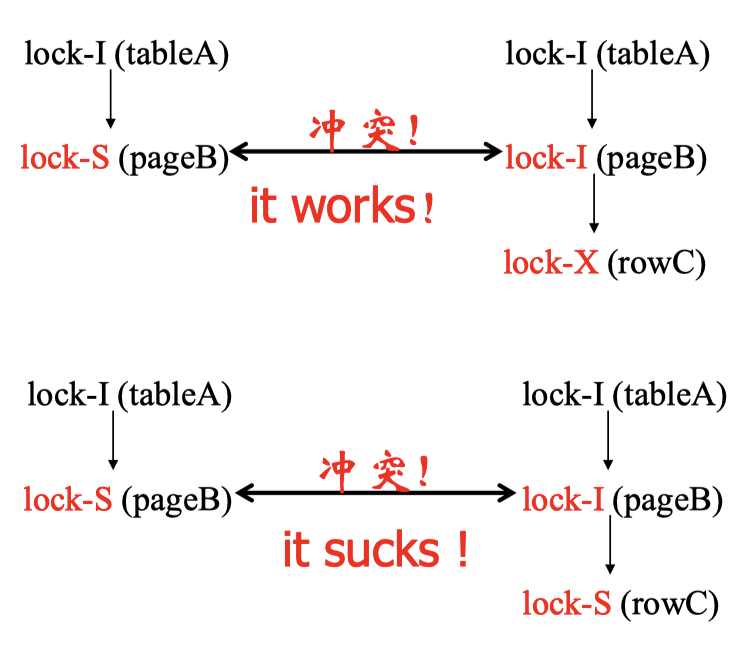 lock-I (tableA) lock-I (tableA)
冲突!
lock-S (pageB) lock-I (pageB)
it works!
lock-X (rowC)
lock-I (tableA) lock-I (tableA)
冲突!
lock-S (pageB) lock-I (pageB)
it sucks !
lock-S (rowC)